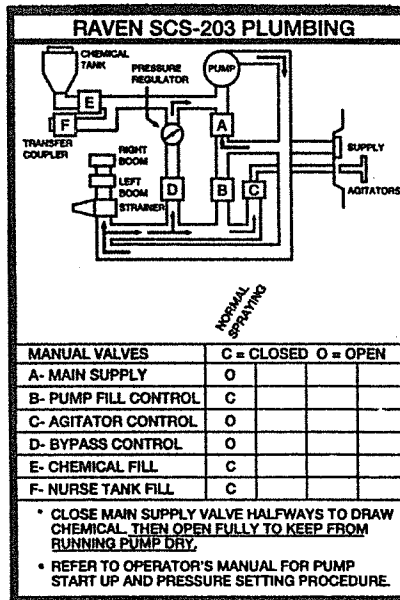 RAVEN SCS-203 PLUMBING
CHEMICAL
TANK
PRESSURE
REGULATOR
PUMP
E
F
A
TRANSFER
COUPLER
RIGHT
BOOM
SUPPLY
LEFT
BOOM
AGITATORS
STRAINER
D
B
C
NORMAL
SPRAYING
MANUAL VALVES C = CLOSED O = OPEN
A- MAIN SUPPLY O
B- PUMP FILL CONTROL C
C- AGITATOR CONTROL O
D- BYPASS CONTROL O
E- CHEMICAL FILL C
F- NURSE TANK FILL C
* CLOSE MAIN SUPPLY VALVE HALFWAYS TO DRAW
CHEMICAL, THEN OPEN FULLY TO KEEP FROM
RUNNING PUMP DRY.
• REFER TO OPERATOR'S MANUAL FOR PUMP
START UP AND PRESSURE SETTING PROCEDURE.